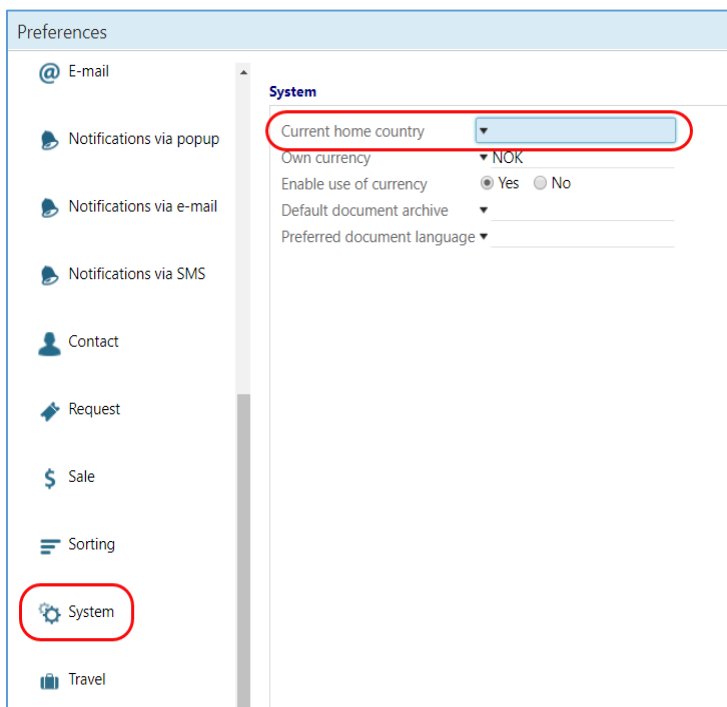 Preferences
E-mail
Notifications via popup
Notifications via e-mail
Notifications via SMS
Contact
Request
Sale
Sorting
System
Travel
System
Current home country
Own currency NOK
Enable use of currency Yes No
Default document archive
Preferred document language